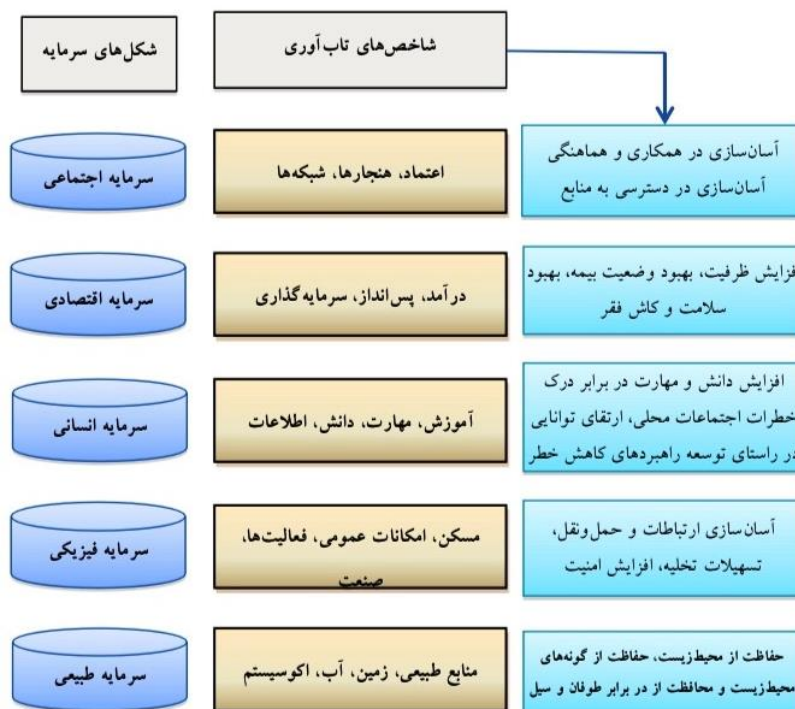 شکل‌های سرمایه
شاخص‌های تاب‌آوری
سرمایه اجتماعی
اعتماد، هنجارها، شبکه‌ها
آسان‌سازی در همکاری و هماهنگی
آسان‌سازی در دسترسی به منابع
سرمایه اقتصادی
درآمد، پس‌انداز، سرمایه‌گذاری
فزایش ظرفیت، بهبود وضعیت بیمه، بهبود
سلامت و کاش فقر
سرمایه انسانی
آموزش، مهارت، دانش، اطلاعات
افزایش دانش و مهارت در برابر درک
خطرات اجتماعات محلی، ارتقای توانایی
در راستای توسعه راهبردهای کاهش خطر
سرمایه فیزیکی
مسکن، امکانات عمومی، فعالیت‌ها،
صنعت
آسان‌سازی ارتباطات و حمل‌ونقل،
تسهیلات تخلیه، افزایش امنیت
سرمایه طبیعی
منابع طبیعی، زمین، آب، اکوسیستم
حفاظت از محیط‌زیست، حفاظت از گونه‌های
محیط‌زیست و محافظت از در برابر طوفان و سیل